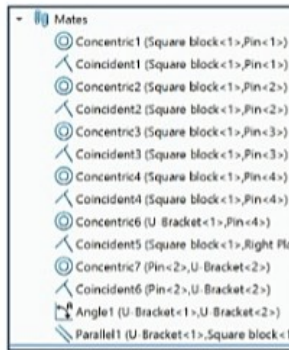 Mates
Concentric1 (Square block<1>,Pin<1>)
Coincident1 (Square block<1>,Pin<1>)
Concentric2 (Square block<1>,Pin<2>)
Coincident2 (Square block<1>,Pin<2>)
Concentric3 (Square block<1>,Pin<3>)
Coincident3 (Square block<1>,Pin<3>)
Concentric4 (Square block<1>,Pin<4>)
Coincident4 (Square block<1>,Pin<4>)
Concentric6 (U-Bracket<1>,Pin<4>)
Coincident5 (Square block<1>,Right Pla
Concentric7 (Pin<2>,U-Bracket<2>)
Coincident6 (Pin<2>,U-Bracket<2>)
Angle1 (U-Bracket<1>,U-Bracket<2>)
Parallel1 (U-Bracket<1>,Square block<1